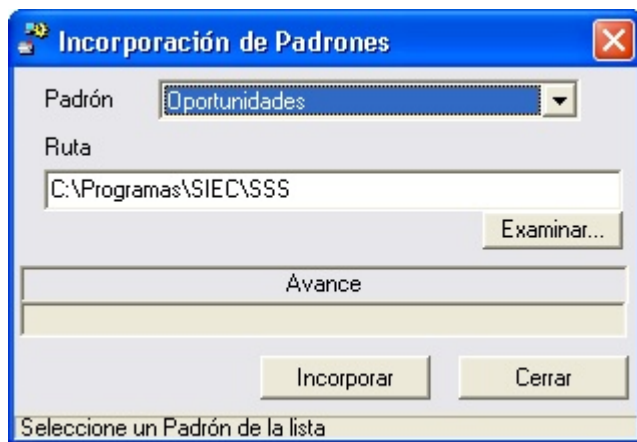 Incorporación de Padrones
Padrón Oportunidades
Ruta
C:\Programas\SIEC\SSS
Examinar...
Avance
Incorporar Cerrar
Seleccione un Padrón de la lista